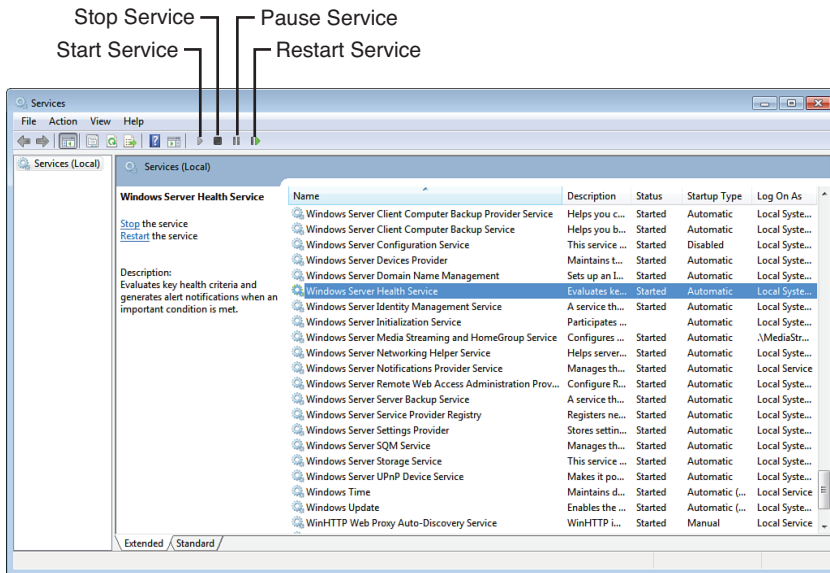 Stop Service
Pause Service
Start Service
Restart Service
Services
File Action View Help
Services (Local)
Services (Local)
Windows Server Health Service
Stop the service
Restart the service
Description:
Evaluates key health criteria and
generates alert notifications when an
important condition is met.
Name Description Status Startup Type Log On As
Windows Server Client Computer Backup Provider Service Helps you c... Started Automatic Local Syste...
Windows Server Client Computer Backup Service Helps you b... Started Automatic Local Syste...
Windows Server Configuration Service This service ... Started Disabled Local Syste...
Windows Server Devices Provider Maintains t... Started Automatic Local Syste...
Windows Server Domain Name Management Sets up an I... Started Automatic Local Syste...
Windows Server Health Service Evaluates ke... Started Automatic Local Syste...
Windows Server Identity Management Service A service th... Started Automatic Local Syste...
Windows Server Initialization Service Participates ... Automatic Local Syste...
Windows Server Media Streaming and HomeGroup Service Configures ... Started Automatic .\MediaStr...
Windows Server Networking Helper Service Helps server... Started Automatic Local Syste...
Windows Server Notifications Provider Service Manages th... Started Automatic Local Service
Windows Server Remote Web Access Administration Prov... Configure R... Started Automatic Local Syste...
Windows Server Server Backup Service A service th... Started Automatic Local Syste...
Windows Server Service Provider Registry Registers ne... Started Automatic Local Syste...
Windows Server Settings Provider Stores settin... Started Automatic Local Syste...
Windows Server SQM Service Manages th... Started Automatic Local Syste...
Windows Server Storage Service This service ... Started Automatic Local Syste...
Windows Server UPnP Device Service Makes it po... Started Automatic Local Syste...
Windows Time Maintains d... Started Automatic (... Local Service
Windows Update Enables the ... Started Automatic (... Local Syste...
WinHTTP Web Proxy Auto-Discovery Service WinHTTP i... Started Manual Local Service
Extended Standard